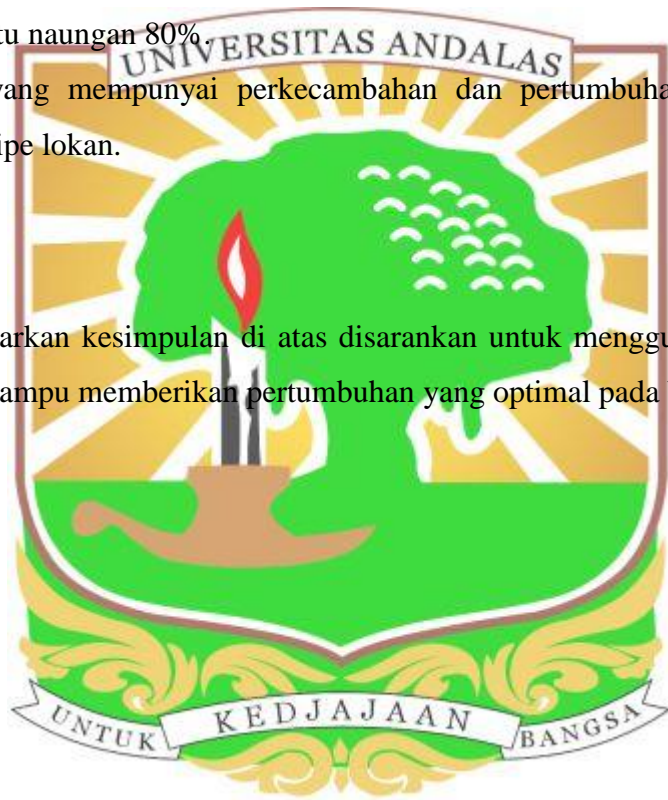 tu naungan 80%.
UNIVERSITAS ANDALAS
yang mempunyai perkecambahan dan pertumbuha
ipe lokan.
arkan kesimpulan di atas disarankan untuk menggu
ampu memberikan pertumbuhan yang optimal pada
UNTUK KEDJAJAAN BANGSA